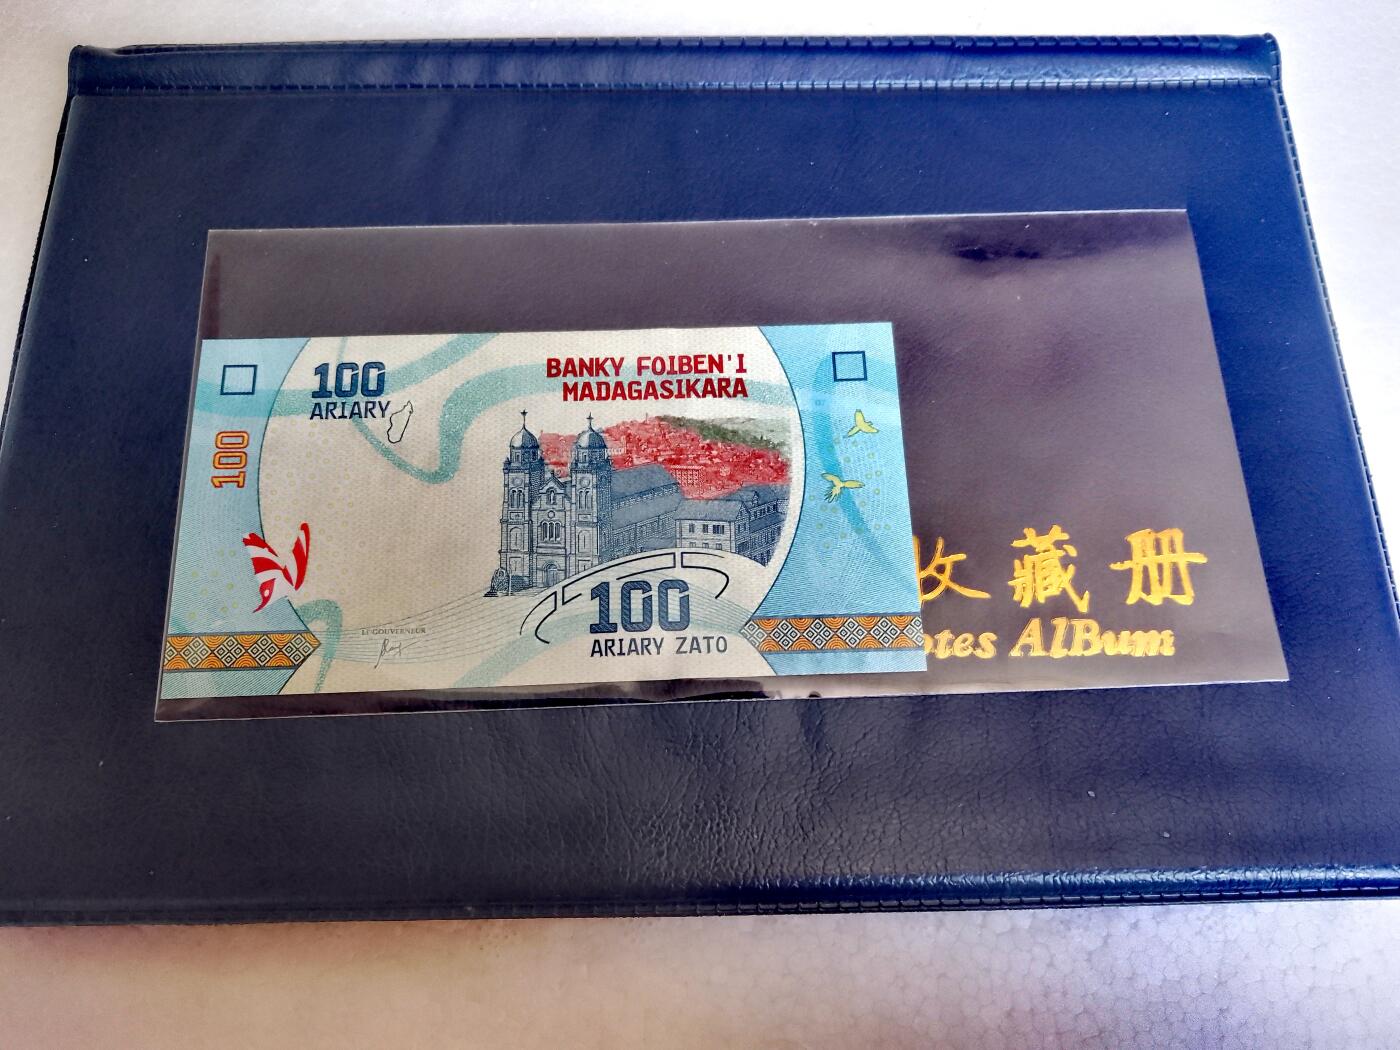 100
ARIARY
BANKY FOIBEN'I
MADAGASIKARA
100
LE GOUVERNEUR
100
ARIARY ZATO
收藏册
otes AlBum